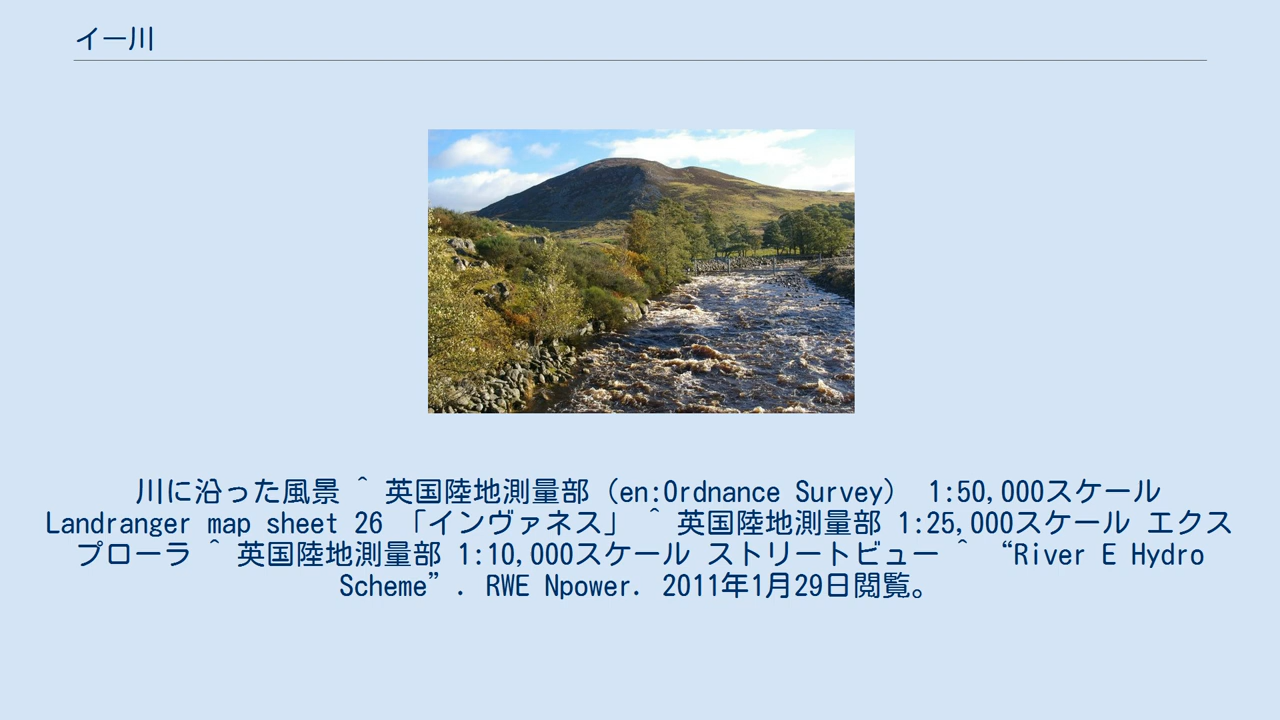 イー川
川に沿った風景 ^ 英国陸地測量部（en:Ordnance Survey） 1:50,000スケール
Landranger map sheet 26 「インヴァネス」 ^ 英国陸地測量部 1:25,000スケール エクス
プローラ ^ 英国陸地測量部 1:10,000スケール ストリートビュー ^ “River E Hydro
Scheme”. RWE Npower. 2011年1月29日閲覧。